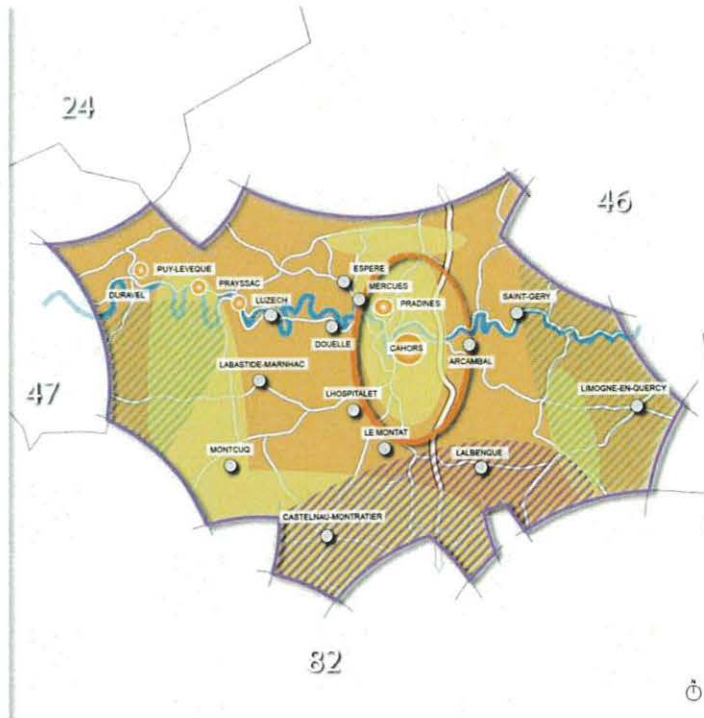 24
46
ESPERE
PUY-LEVEQUE
PRAYSSAC
MERCUES
DURAVEL
SAINT-GERY
PRADINES
LUZECH
DOUELLE
CAHORS
ARCAMBAL
LABASTIDE-MARNHAC
47
LIMOGNE-EN-QUERCY
LHOSPITALET
LE MONTAT
MONTCUQ
LALBENQUE
CASTELNAU-MONTRATIER
82
N